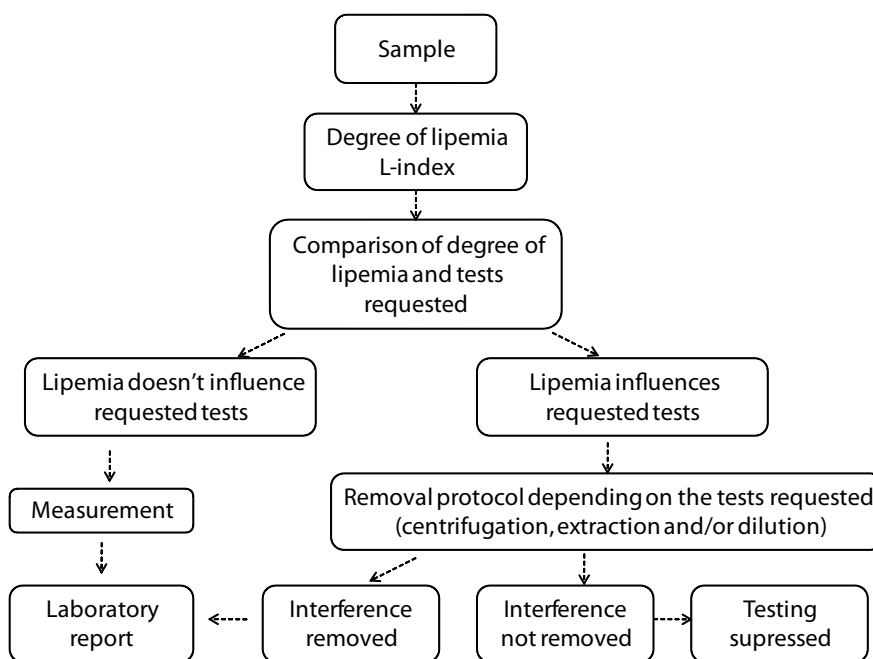 Sample
Degree of lipemia
L-index
Comparison of degree of
lipemia and tests
requested
Lipemia doesn't influence
requested tests
Lipemia influences
requested tests
Measurement
Removal protocol depending on the tests requested
(centrifugation, extraction and/or dilution)
Laboratory
report
Interference
removed
Interference
not removed
Testing
supressed